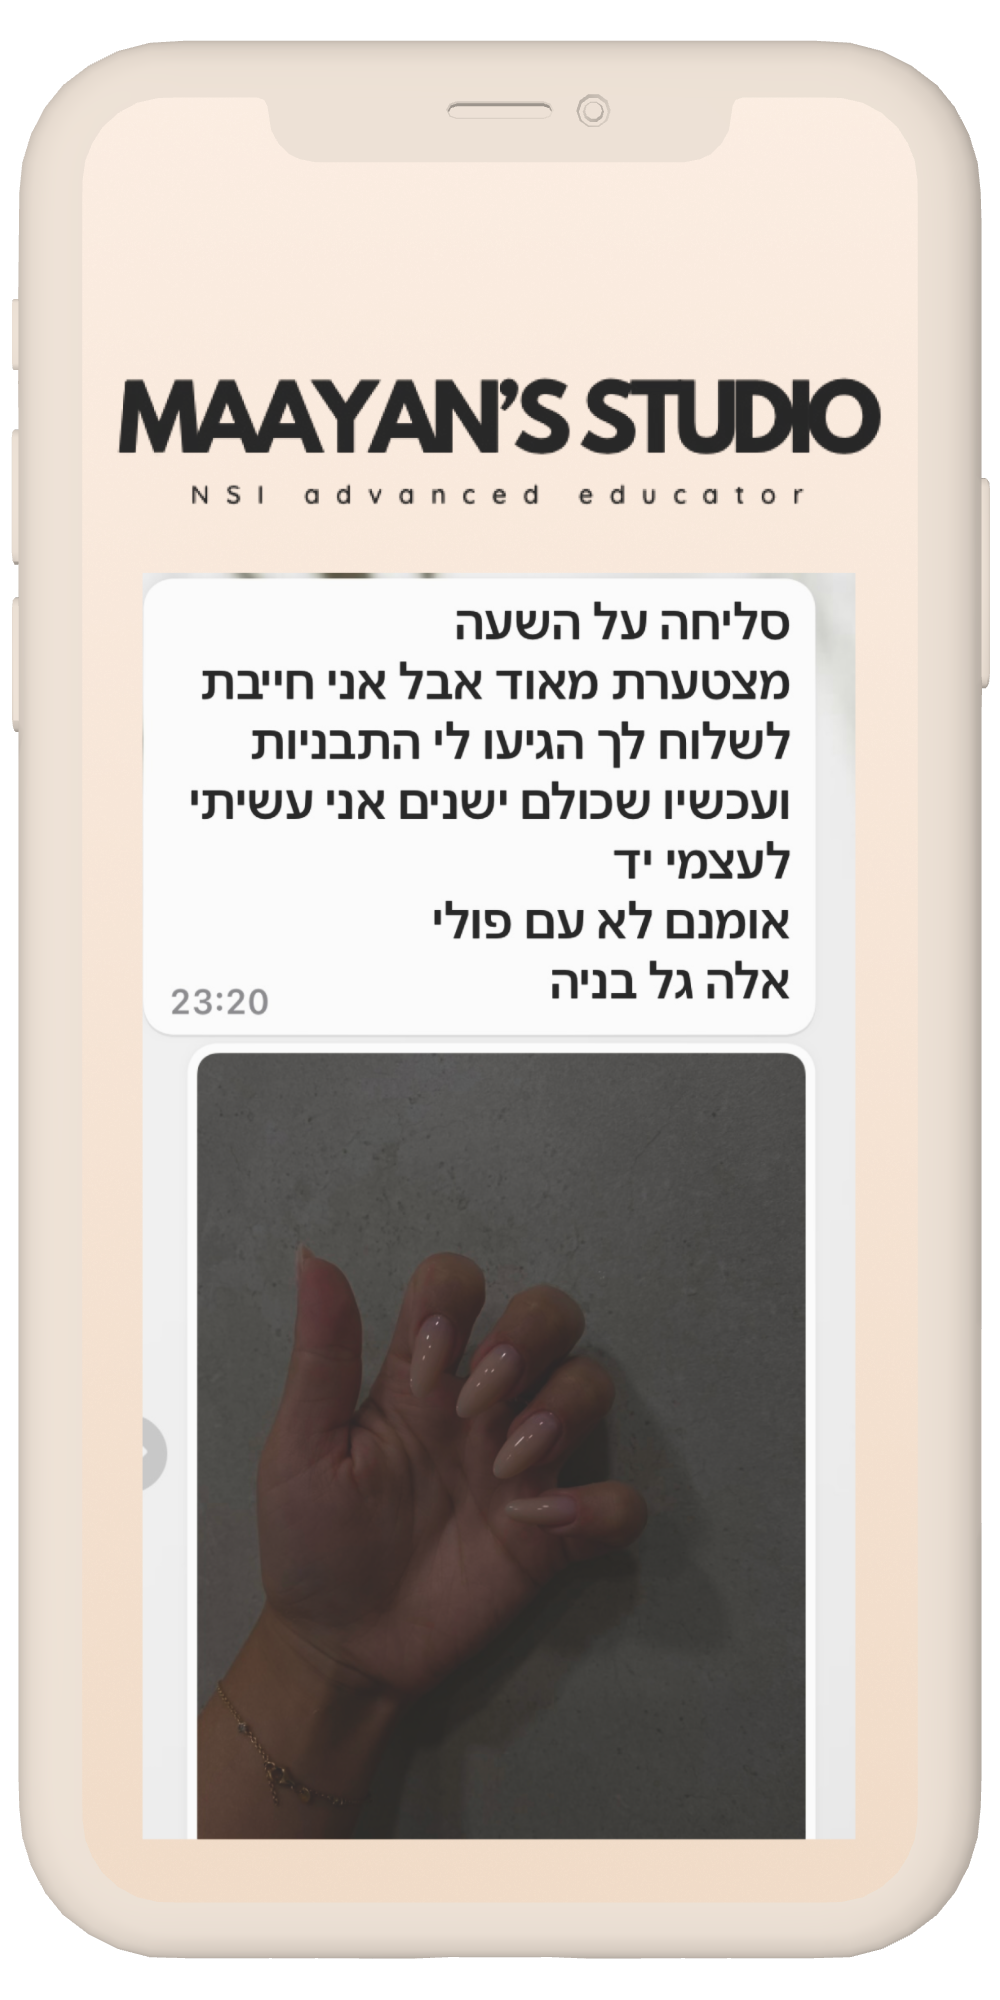 MAAYAN'S STUDIO
NSI advanced educator
סליחה על השעה
מצטערת מאוד אבל אני חייבת
לשלוח לך הגיעו לי התבניות
ועכשיו שכולם ישנים אני עשיתי
לעצמי יד
אומנם לא עם פולי
אלה גל בניה
23:20